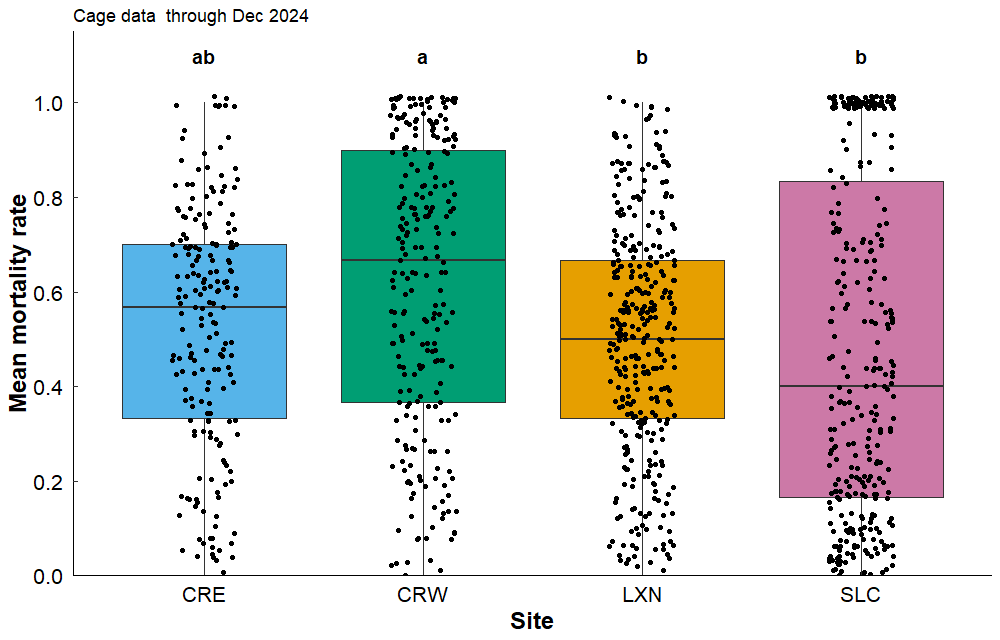 Cage data  through Dec 2024
ab a b b
1.0
0.8
0.6
0.4
0.2
0.0
Mean mortality rate
CRE CRW LXN SLC
Site